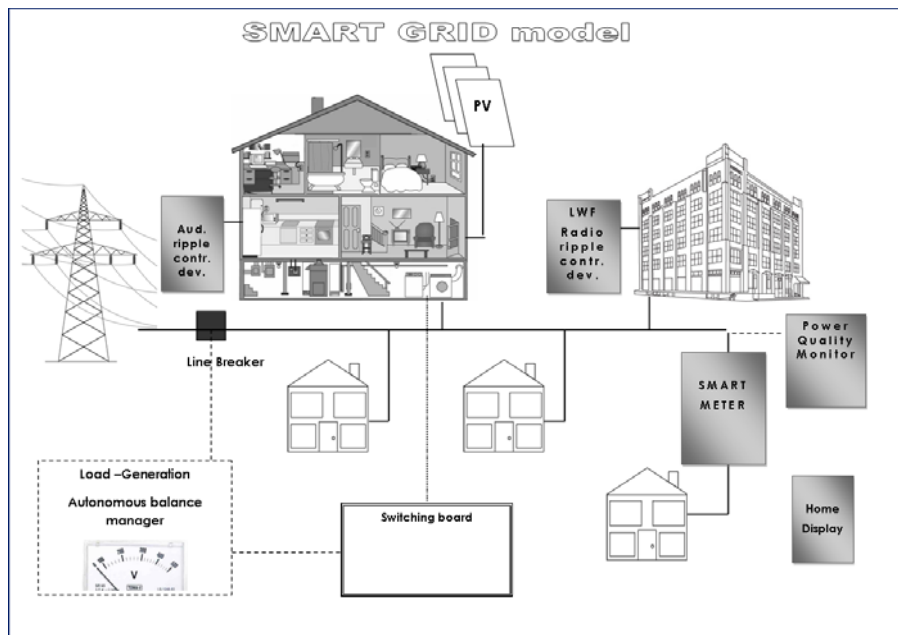 SMART GRID model
PV
Aud.
ripple
contr.
dev.
LWF
Radio
ripple
contr.
dev.
Line Breaker
Power
Quality
Monitor
SMART
METER
Load –Generation
Autonomous balance
manager
V
Switching board
Home
Display